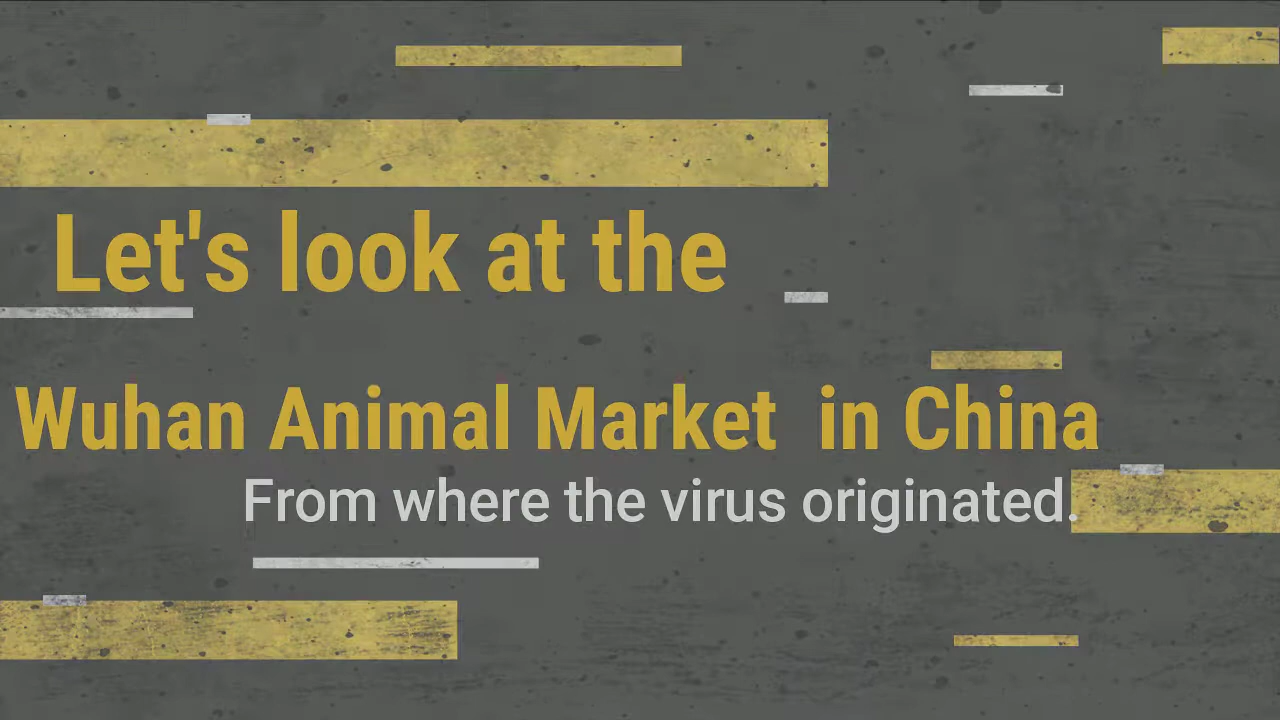 Let's look at the
Wuhan Animal Market in China
From where the virus originated.